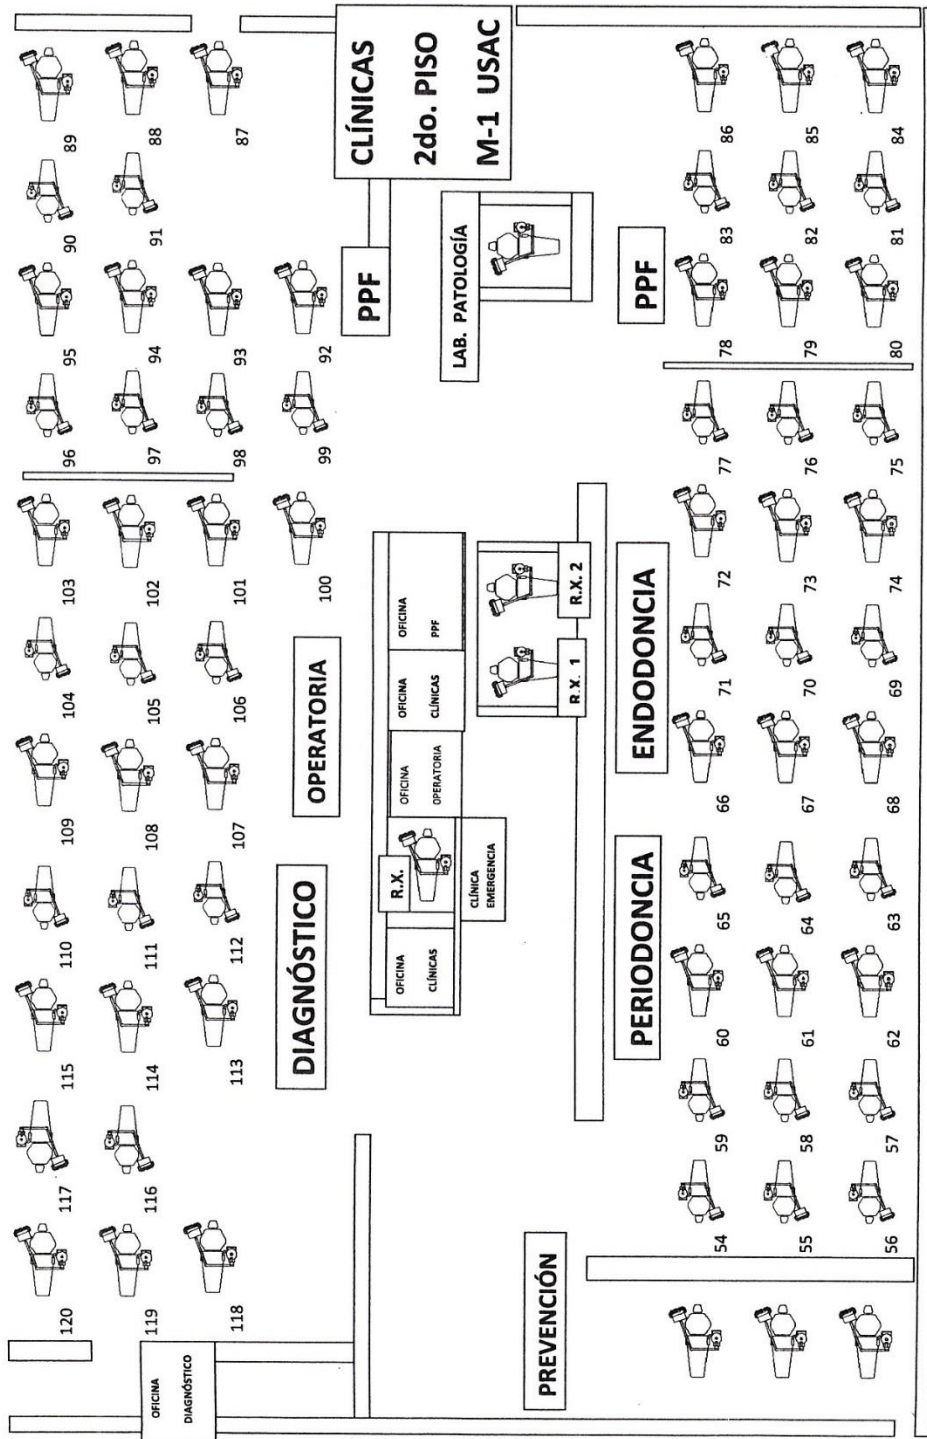 120
117
115
110
109
104
103
96
95
90
89
OFICINA
DIAGNÓSTICO
119
116
114
111
108
105
102
97
94
91
88
118
113
112
107
106
101
98
93
87
DIAGNÓSTICO
OPERATORIA
100
99
92
PPF
CLÍNICAS
2do. PISO
M-1 USAC
OFICINA
CLÍNICAS
R.X.
CLÍNICA
EMERGENCIA
OFICINA
OPERATORIA
OFICINA
CLÍNICAS
OFICINA
PPF
LAB. PATOLOGÍA
R.X. 1
R.X. 2
PREVENCIÓN
PERIODONCIA
ENDODONCIA
PPF
54
59
60
65
66
71
72
77
78
83
86
55
58
61
64
67
70
73
76
79
82
85
56
57
62
63
68
69
74
75
80
81
84